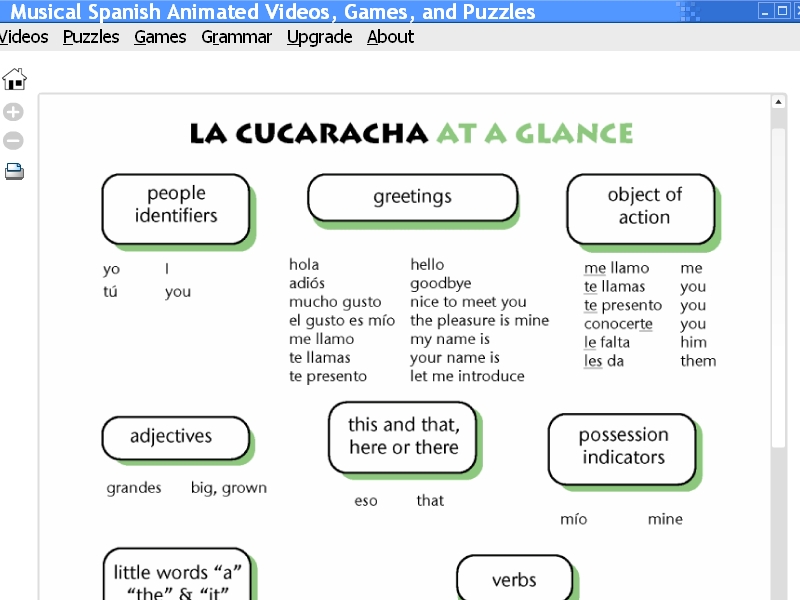 Musical Spanish Animated Videos, Games, and Puzzles
Videos Puzzles Games Grammar Upgrade About
LA CUCARACHA AT A GLANCE
people
identifiers
yo I
tú you
greetings
hola hello
adiós goodbye
mucho gusto nice to meet you
el gusto es mío the pleasure is mine
me llamo my name is
te llamas your name is
te presento let me introduce
object of
action
me llamo me
te llamas you
te presento you
conocerte you
le falta him
les da them
adjectives
grandes big, grown
this and that,
here or there
eso that
possession
indicators
mío mine
little words “a”
“the” & “it”
verbs